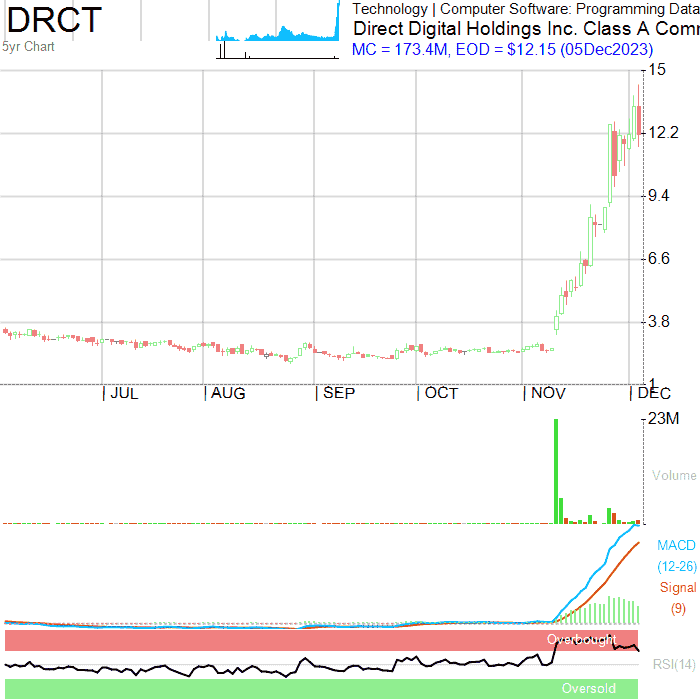 DRCT
5yr Chart
Technology | Computer Software: Programming Data
Direct Digital Holdings Inc. Class A Comm
MC = 173.4M, EOD = $12.15 (05Dec2023)
15
12.2
9.4
6.6
3.8
1
JUL AUG SEP OCT NOV DEC
23M
Volume
MACD
(12-26)
Signal
(9)
Overbought
RSI(14)
Oversold